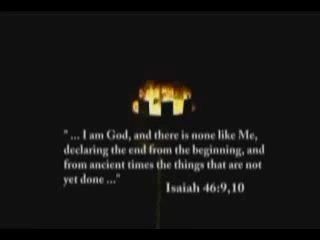 " ... I am God, and there is none like Me,
declaring the end from the beginning, and
from ancient times the things that are not
yet done ..."
Isaiah 46:9,10